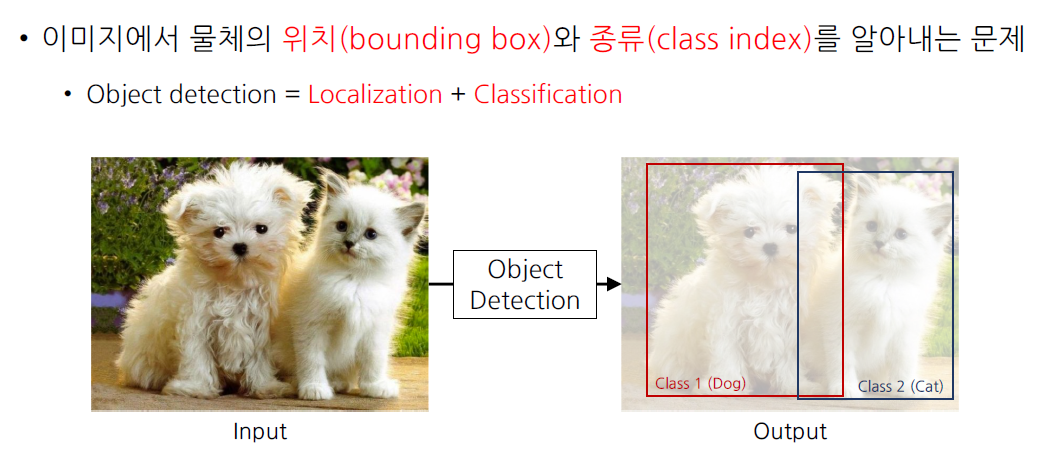 • 이미지에서 물체의 위치(bounding box)와 종류(class index)를 알아내는 문제
• Object detection = Localization + Classification
Object
Detection
Class 1 (Dog)
Class 2 (Cat)
Input
Output